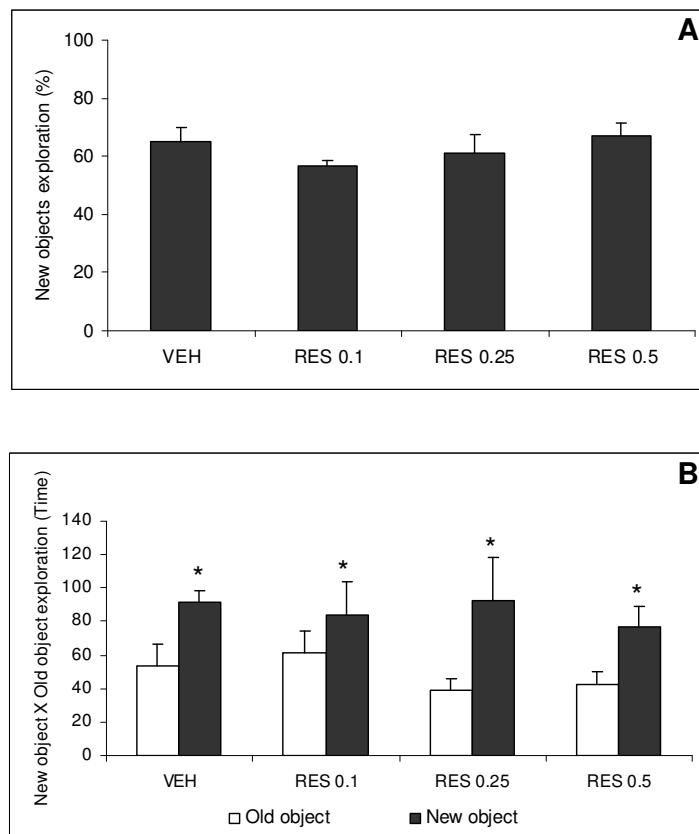 A
New objects exploration (%)
100
80
60
40
20
0
VEH RES 0.1 RES 0.25 RES 0.5
B
New object X Old object exploration (Time)
140
120
100
80
60
40
20
0
* * * *
VEH RES 0.1 RES 0.25 RES 0.5
Old object New object